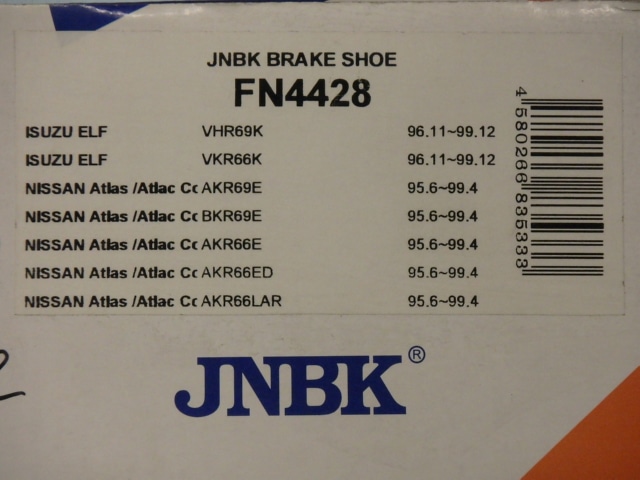 JNBK BRAKE SHOE
FN4428
ISUZU ELF VHR69K 96.11~99.12
ISUZU ELF VKR66K 96.11~99.12
NISSAN Atlas /Atlac Cc AKR69E 95.6~99.4
NISSAN Atlas /Atlac Cc BKR69E 95.6~99.4
NISSAN Atlas /Atlac Cc AKR66E 95.6~99.4
NISSAN Atlas /Atlac Cc AKR66ED 95.6~99.4
NISSAN Atlas /Atlac Cc AKR66LAR 95.6~99.4
4 580266 835333
JNBK®